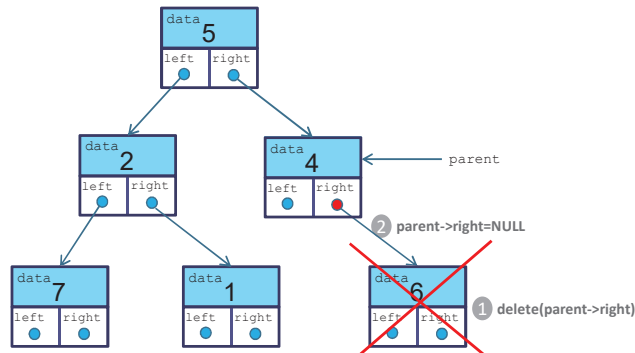 data
5
left right
data
2
left right
data
4
left right
parent
2 parent->right=NULL
data
7
left right
data
1
left right
data
6
left right
1 delete(parent->right)